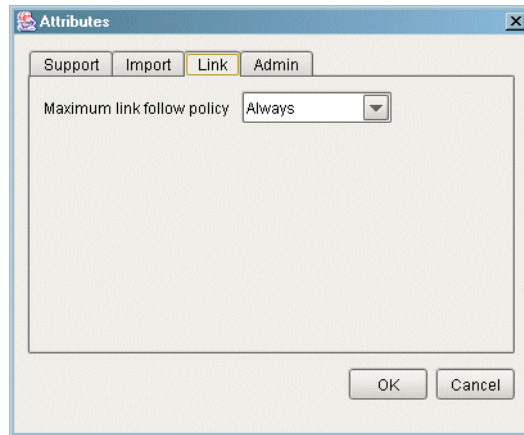 Attributes
Support Import Link Admin
Maximum link follow policy Always
OK Cancel